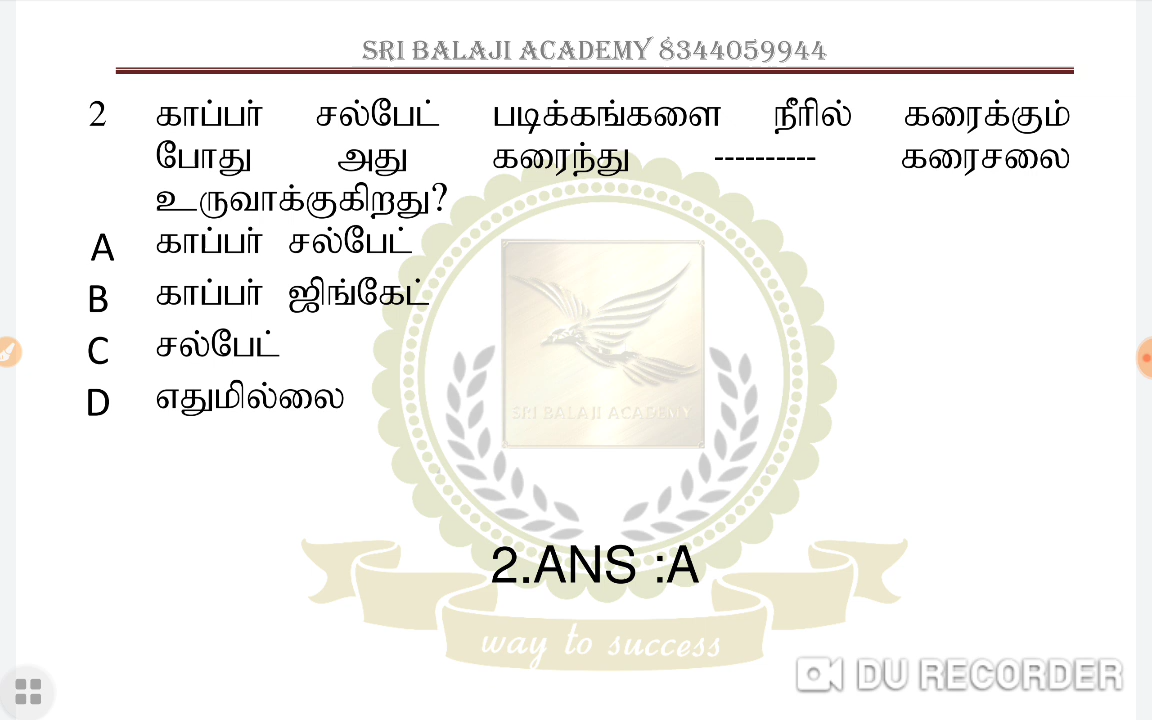 SRI BALAJI ACADEMY 8344059944
2 காப்பர் சல்பேட் படிக்கங்களை நீரில் கரைக்கும்
போது அது கரைந்து ---------- கரைசலை
உருவாக்குகிறது?
A காப்பர் சல்பேட்
B காப்பர் ஜிங்கேட்
C சல்பேட்
D எதுமில்லை
SRI BALAJI ACADEMY
2.ANS :A
way to success
DU RECORDER